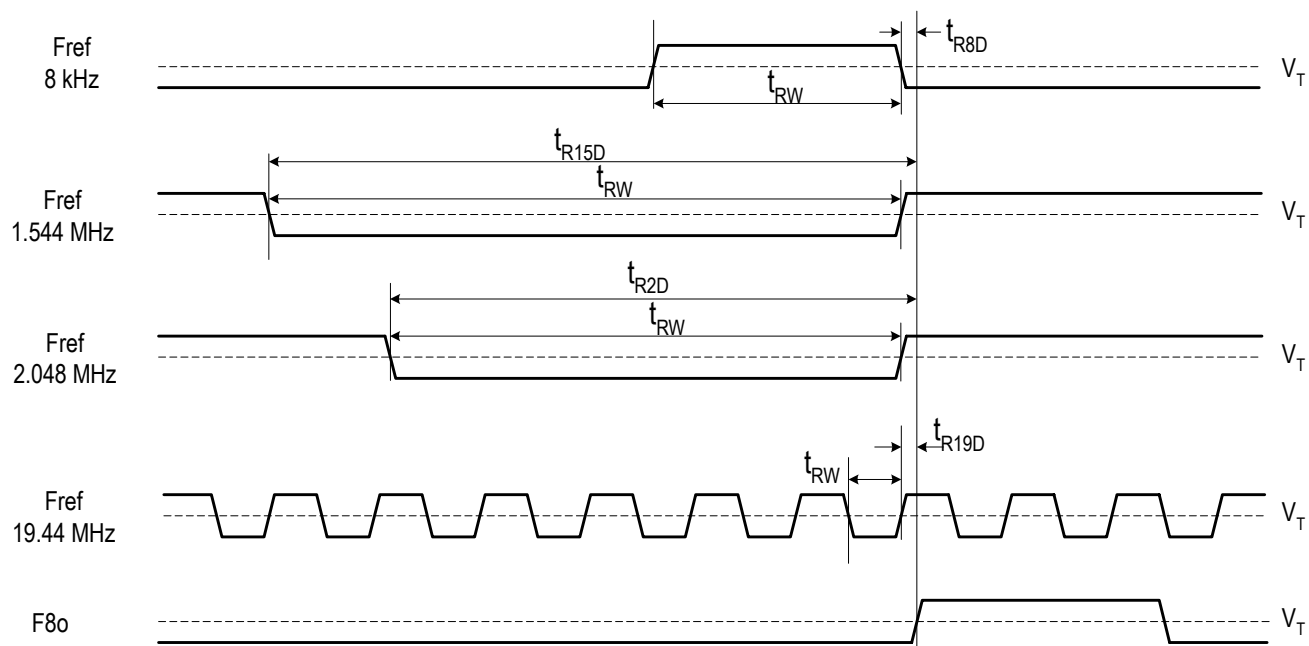 Fref
8 kHz
t_R8D
t_RW
V_T
t_R15D
t_RW
Fref
1.544 MHz
V_T
t_R2D
t_RW
Fref
2.048 MHz
V_T
t_R19D
t_RW
Fref
19.44 MHz
V_T
F8o
V_T